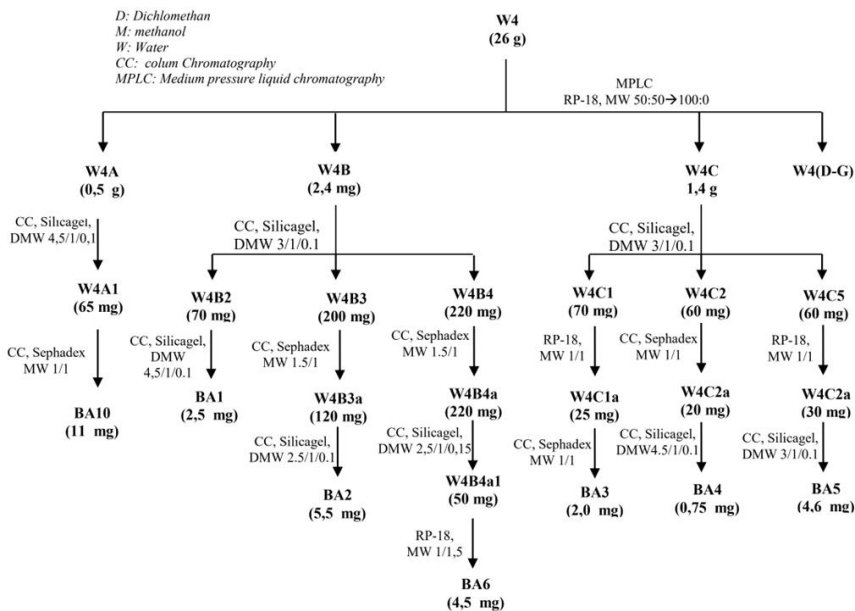 D: Dichlomethan
M: methanol
W: Water
CC: colum Chromatography
MPLC: Medium pressure liquid chromatography
W4
(26 g)
MPLC
RP-18, MW 50:50→100:0
W4A
(0,5 g)
W4B
(2,4 mg)
W4C
1,4 g
W4(D-G)
CC, Silicagel,
DMW 4,5/1/0,1
CC, Silicagel,
DMW 3/1/0.1
CC, Silicagel,
DMW 3/1/0.1
W4A1
(65 mg)
W4B2
(70 mg)
W4B3
(200 mg)
W4B4
(220 mg)
W4C1
(70 mg)
W4C2
(60 mg)
W4C5
(60 mg)
CC, Sephadex
MW 1/1
CC, Silicagel,
DMW
4,5/1/0.1
CC, Sephadex
MW 1.5/1
CC, Sephadex
MW 1.5/1
RP-18,
MW 1/1
CC, Sephadex
MW 1/1
RP-18,
MW 1/1
BA10
(11 mg)
BA1
(2,5 mg)
W4B3a
(120 mg)
W4B4a
(220 mg)
W4C1a
(25 mg)
W4C2a
(20 mg)
W4C2a
(30 mg)
CC, Silicagel,
DMW 2.5/1/0.1
CC, Silicagel,
DMW 2,5/1/0,15
CC, Sephadex
MW 1/1
CC, Silicagel,
DMW4.5/1/0.1
CC, Silicagel,
DMW 3/1/0.1
BA2
(5,5 mg)
W4B4a1
(50 mg)
BA3
(2,0 mg)
BA4
(0,75 mg)
BA5
(4,6 mg)
RP-18,
MW 1/1,5
BA6
(4,5 mg)